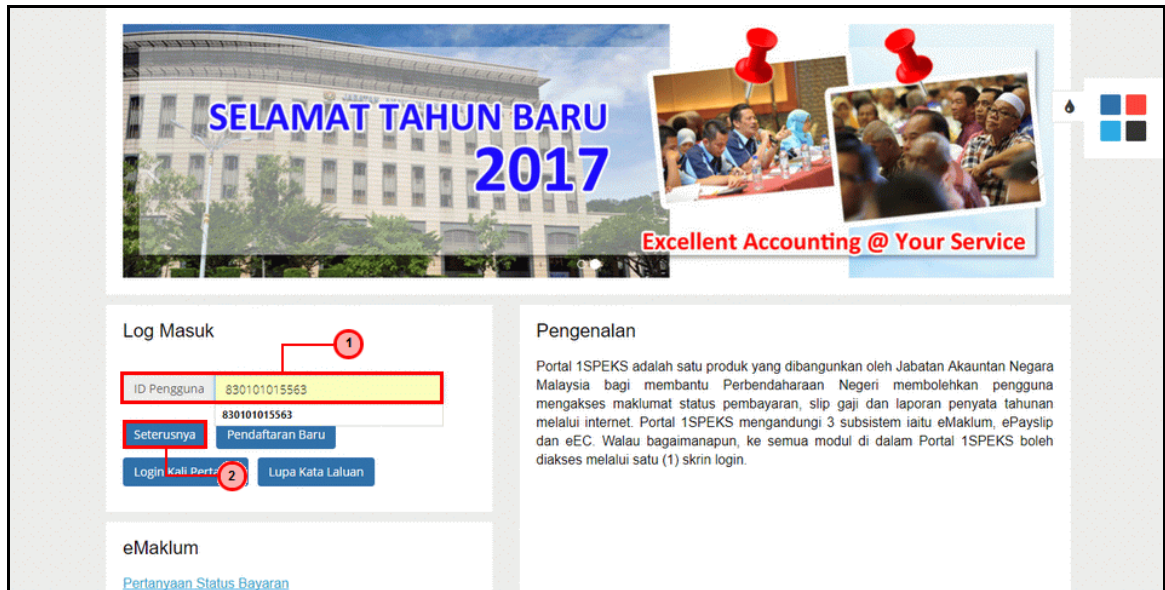 SELAMAT TAHUN BARU
2017
Excellent Accounting @ Your Service
Log Masuk
1
ID Pengguna 830101015563
830101015563
Seterusnya Pendaftaran Baru
Login Kali 2 Lupa Kata Laluan
eMaklum
Pertanyaan Status Bayaran
Pengenalan
Portal 1SPEKS adalah satu produk yang dibangunkan oleh Jabatan Akauntan Negara
Malaysia bagi membantu Perbendaharaan Negeri membolehkan pengguna
mengakses maklumat status pembayaran, slip gaji dan laporan penyata tahunan
melalui internet. Portal 1SPEKS mengandungi 3 subsistem iaitu eMaklum, ePayslip
dan eEC. Walau bagaimanapun, ke semua modul di dalam Portal 1SPEKS boleh
diakses melalui satu (1) skrin login.